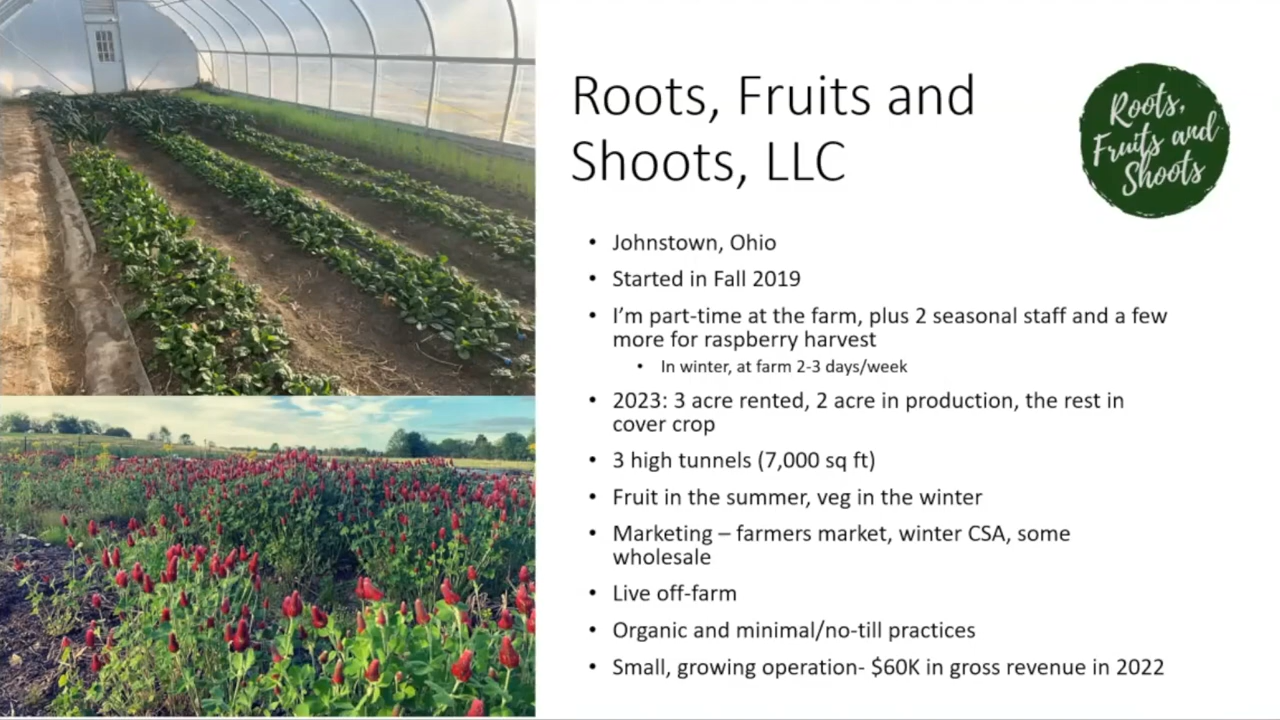 Roots, Fruits and
Shoots, LLC
Roots,
Fruits and
Shoots
• Johnstown, Ohio
• Started in Fall 2019
• I’m part-time at the farm, plus 2 seasonal staff and a few
more for raspberry harvest
• In winter, at farm 2-3 days/week
• 2023: 3 acre rented, 2 acre in production, the rest in
cover crop
• 3 high tunnels (7,000 sq ft)
• Fruit in the summer, veg in the winter
• Marketing – farmers market, winter CSA, some
wholesale
• Live off-farm
• Organic and minimal/no-till practices
• Small, growing operation- $60K in gross revenue in 2022